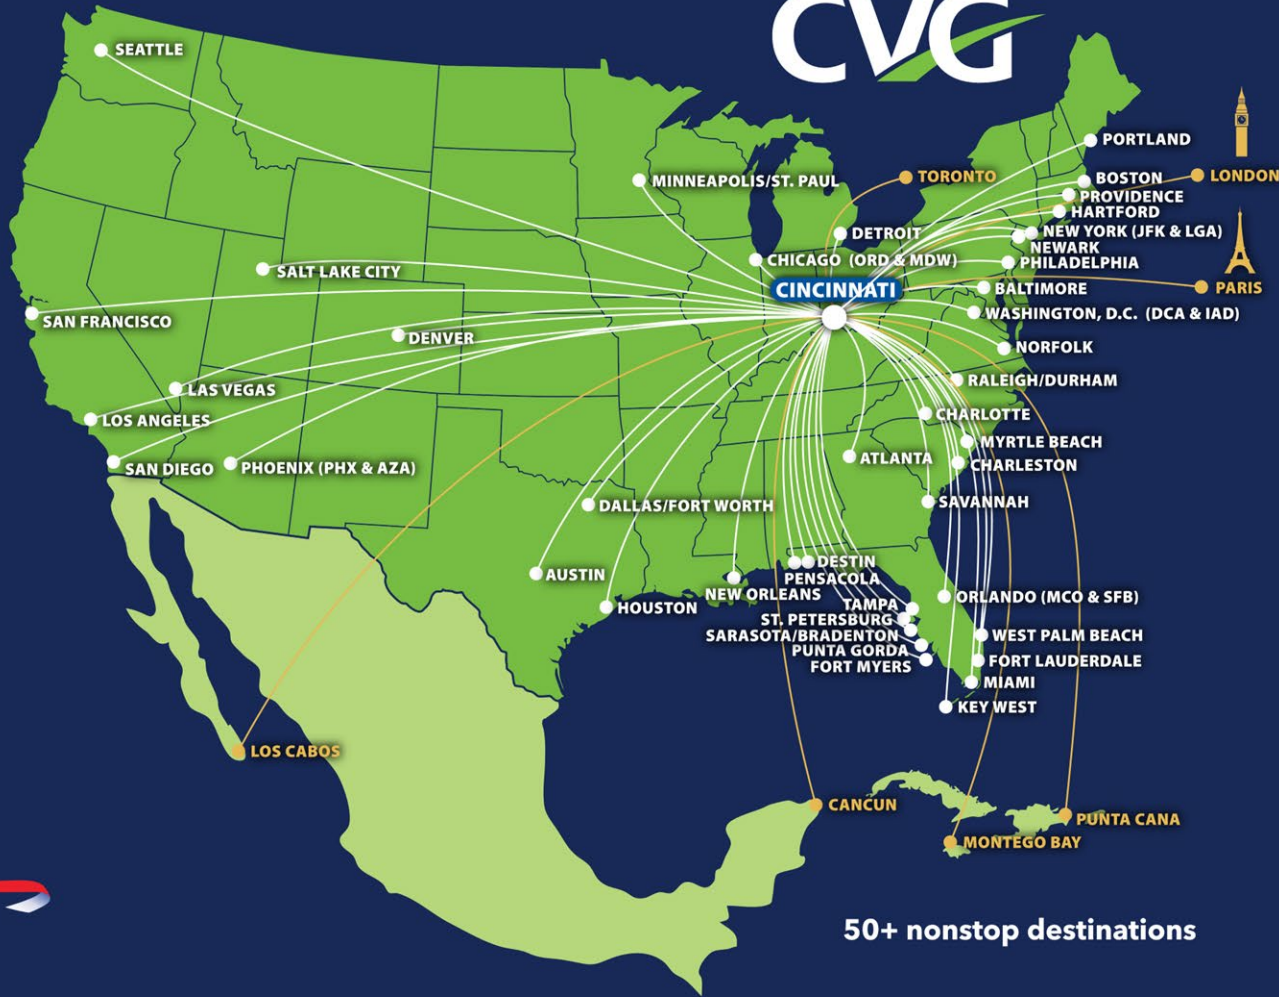 CVG
SEATTLE
PORTLAND
MINNEAPOLIS/ST. PAUL
TORONTO
BOSTON
LONDON
PROVIDENCE
HARTFORD
DETROIT
NEW YORK (JFK & LGA)
NEWARK
CHICAGO (ORD & MDW)
PHILADELPHIA
SALT LAKE CITY
CINCINNATI
BALTIMORE
PARIS
WASHINGTON, D.C. (DCA & IAD)
SAN FRANCISCO
DENVER
NORFOLK
RALEIGH/DURHAM
LAS VEGAS
CHARLOTTE
LOS ANGELES
MYRTLE BEACH
ATLANTA
CHARLESTON
SAN DIEGO
PHOENIX (PHX & AZA)
SAVANNAH
DALLAS/FORT WORTH
DESTIN
AUSTIN
PENSACOLA
NEW ORLEANS
ORLANDO (MCO & SFB)
HOUSTON
TAMPA
ST. PETERSBURG
SARASOTA/BRADENTON
WEST PALM BEACH
PUNTA GORDA
FORT LAUDERDALE
FORT MYERS
MIAMI
KEY WEST
LOS CABOS
CANCUN
PUNTA CANA
MONTEGO BAY
50+ nonstop destinations